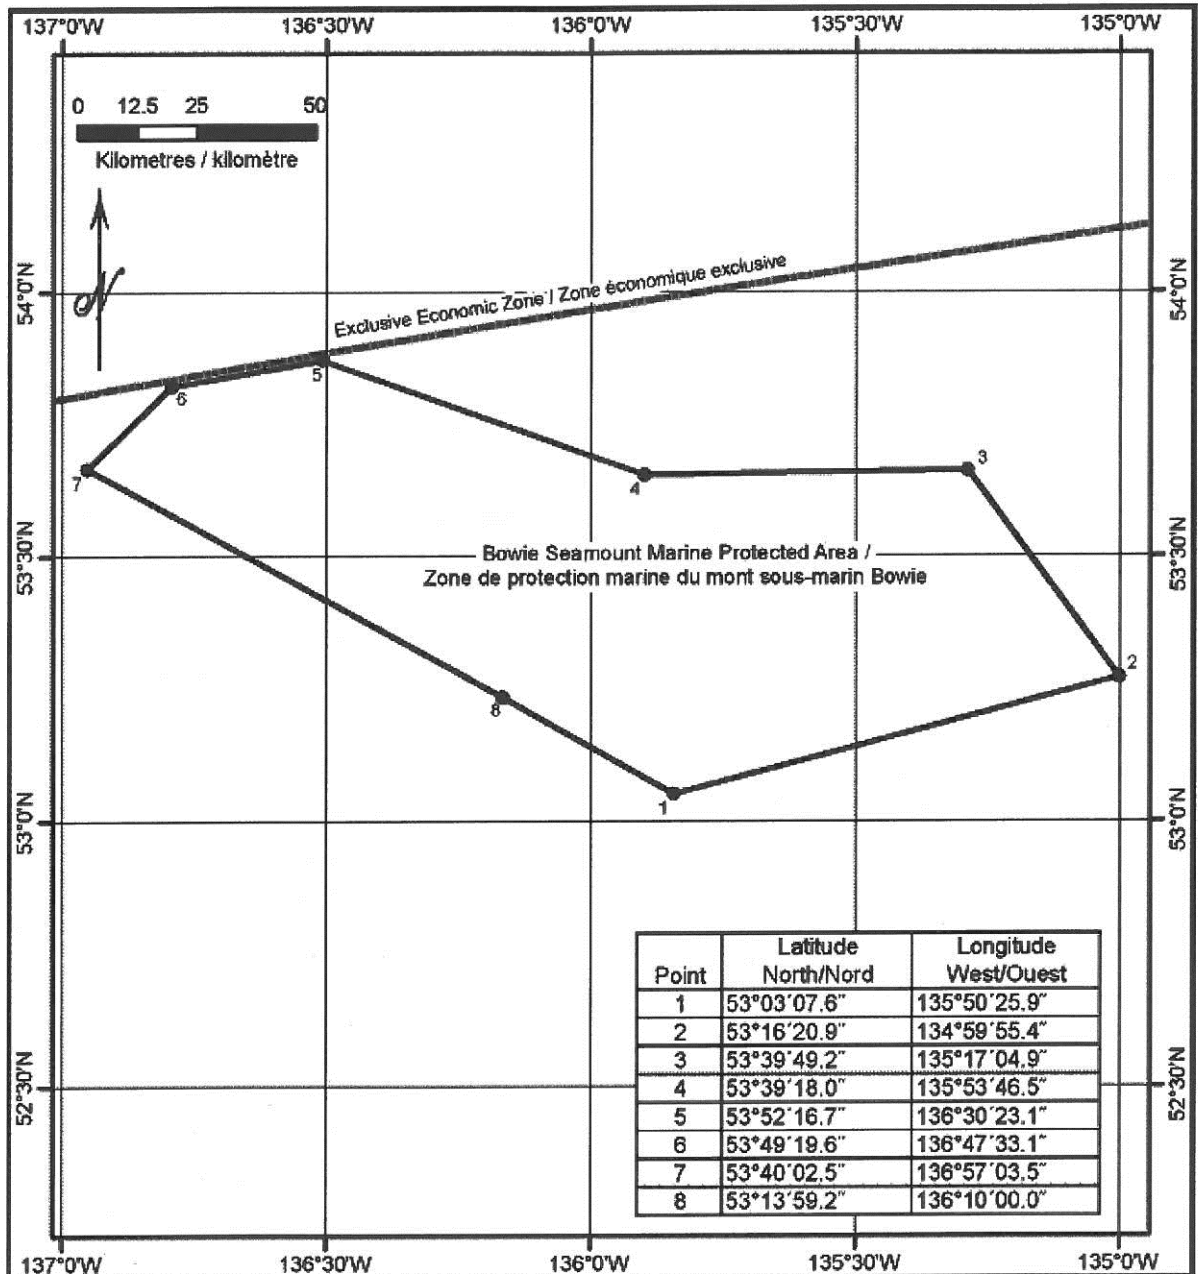 137°0'W 136°30'W 136°0'W 135°30'W 135°0'W
0 12.5 25 50
Kilometres / kilomètre
N
54°0'N 54°0'N
Exclusive Economic Zone / Zone économique exclusive
5
6
3
7
4
53°30'N 53°30'N
Bowie Seamount Marine Protected Area /
Zone de protection marine du mont sous-marin Bowie
2
8
1
53°0'N 53°0'N
Point Latitude North/Nord Longitude West/Ouest
1 53°03´07.6˝ 135°50´25.9˝
2 53°16´20.9˝ 134°59´55.4˝
3 53°39´49.2˝ 135°17´04.9˝
4 53°39´18.0˝ 135°53´46.5˝
5 53°52´16.7˝ 136°30´23.1˝
6 53°49´19.6˝ 136°47´33.1˝
7 53°40´02.5˝ 136°57´03.5˝
8 53°13´59.2˝ 136°10´00.0˝
52°30'N 52°30'N
137°0'W 136°30'W 136°0'W 135°30'W 135°0'W